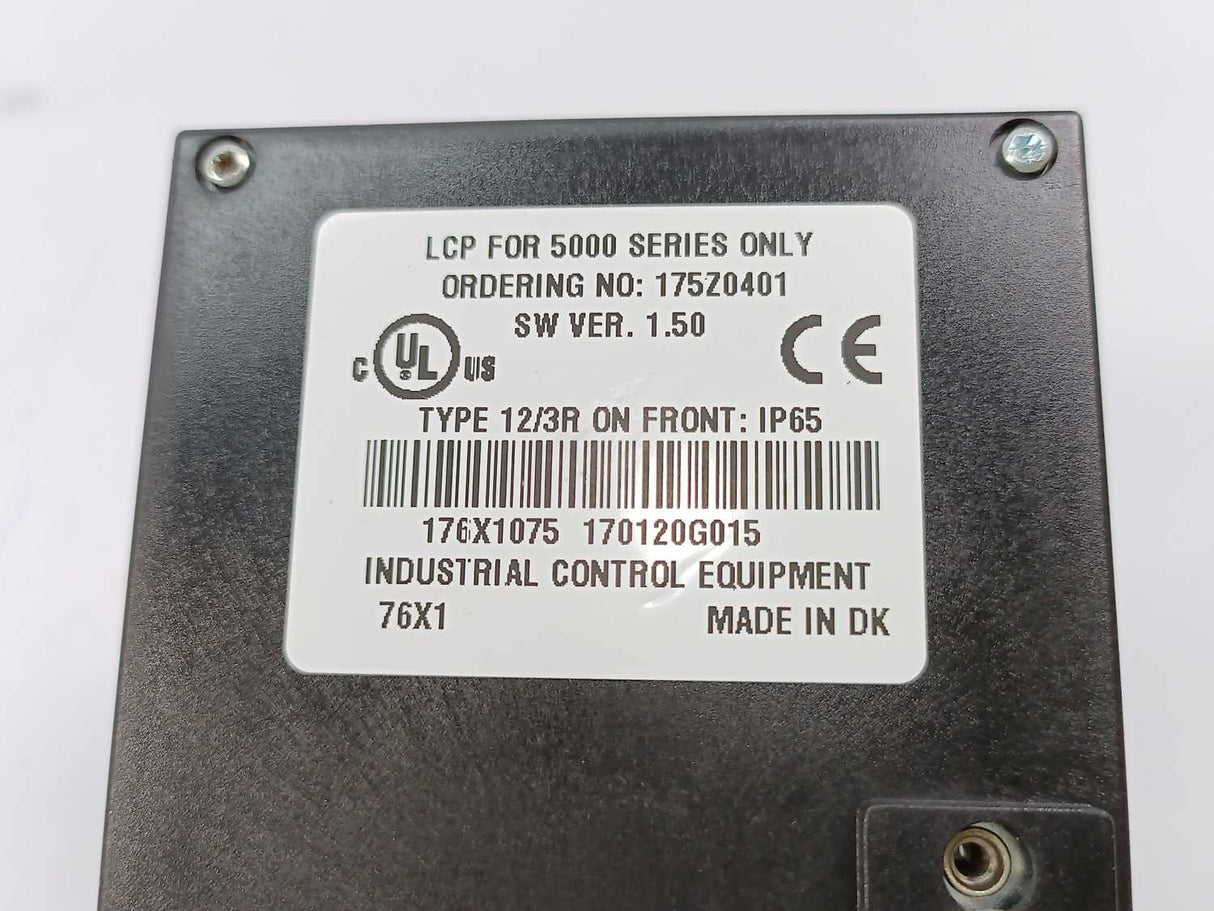 LCP FOR 5000 SERIES ONLY
ORDERING NO: 175Z0401
SW VER. 1.50
C UL ® US CE
TYPE 12/3R ON FRONT: IP65
176X1075 170120G015
INDUSTRIAL CONTROL EQUIPMENT
76X1 MADE IN DK